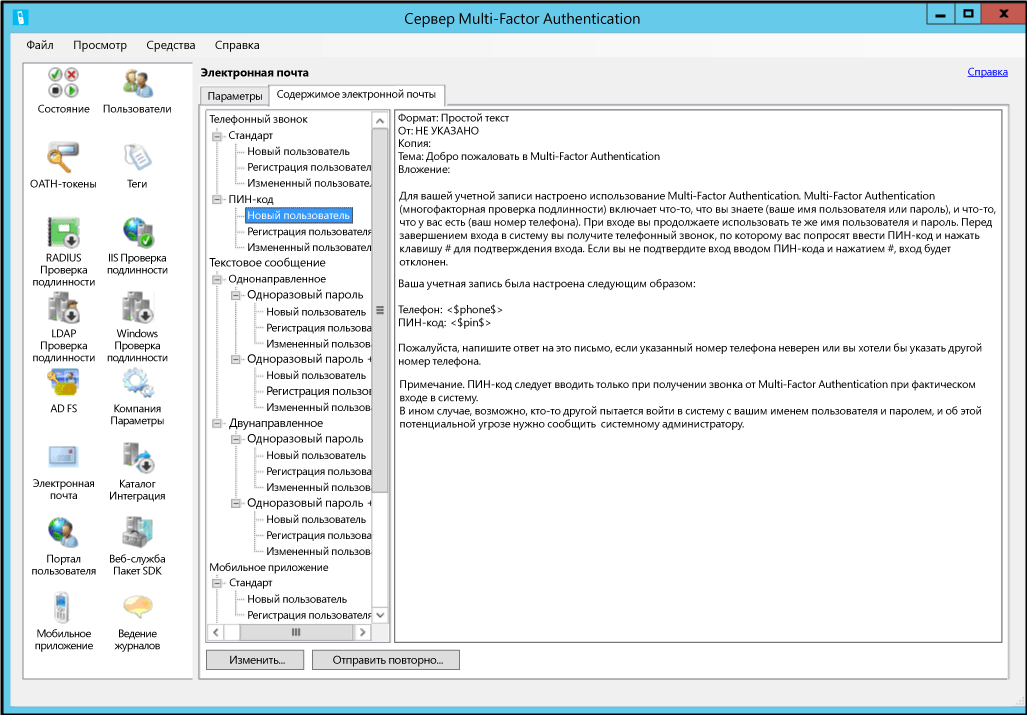 Сервер Multi-Factor Authentication
Файл Просмотр Средства Справка
Состояние
Пользователи
OATH-токены
Теги
RADIUS
Проверка
подлинности
IIS Проверка
подлинности
LDAP
Проверка
подлинности
Windows
Проверка
подлинности
AD FS
Компания
Параметры
Электронная
почта
Каталог
Интеграция
Портал
пользователя
Веб-служба
Пакет SDK
Мобильное
приложение
Ведение
журналов
Электронная почта
Справка
Параметры
Содержимое электронной почты
Телефонный звонок
Стандарт
Новый пользователь
Регистрация пользовател
Измененный пользовате
ПИН-код
Новый пользователь
Регистрация пользователя
Измененный пользовател
Текстовое сообщение
Однонаправленное
Одноразовый пароль
Новый пользователь
Регистрация пользова
Измененный пользов
Одноразовый пароль +
Новый пользователь
Регистрация пользо
Измененный пользов
Двунаправленное
Одноразовый пароль
Новый пользователь
Регистрация пользова
Измененный пользов
Одноразовый пароль +
Новый пользователь
Регистрация пользова
Измененный пользов
Мобильное приложение
Стандарт
Новый пользователь
Регистрация пользователя
Формат: Простой текст
От: НЕ УКАЗАНО
Копия:
Тема: Добро пожаловать в Multi-Factor Authentication
Вложение:
Для вашей учетной записи настроено использование Multi-Factor Authentication. Multi-Factor Authentication
(многофакторная проверка подлинности) включает что-то, что вы знаете (ваше имя пользователя или пароль), и что-то,
что у вас есть (ваш номер телефона). При входе вы продолжаете использовать те же имя пользователя и пароль. Перед
завершением входа в систему вы получите телефонный звонок, по которому вас попросят ввести ПИН-код и нажать
клавишу # для подтверждения входа. Если вы не подтвердите вход вводом ПИН-кода и нажатием #, вход будет
отклонен.
Ваша учетная запись была настроена следующим образом:
Телефон: <$phone$>
ПИН-код: <$pin$>
Пожалуйста, напишите ответ на это письмо, если указанный номер телефона неверен или вы хотели бы указать другой
номер телефона.
Примечание. ПИН-код следует вводить только при получении звонка от Multi-Factor Authentication при фактическом
входе в систему.
В ином случае, возможно, кто-то другой пытается войти в систему с вашим именем пользователя и паролем, и об этой
потенциальной угрозе нужно сообщить системному администратору.
Изменить...
Отправить повторно...